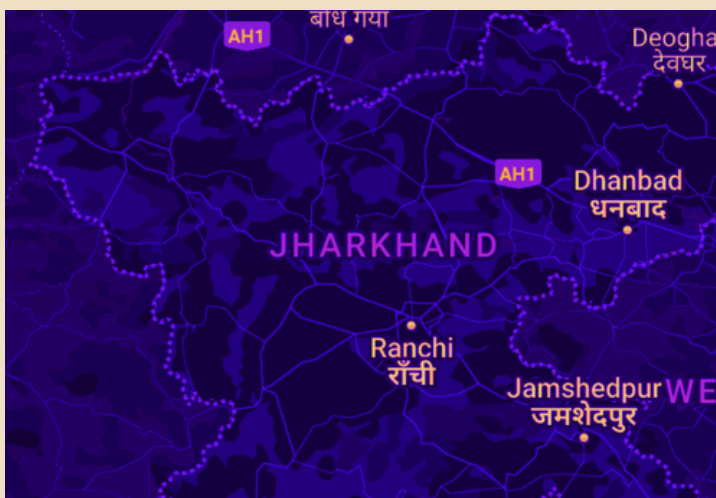 बोध गया
AH1
Deogha
देवघर
AH1
Dhanbad
धनबाद
JHARKHAND
Ranchi
राँची
Jamshedpur
जमशेदपुर
WE